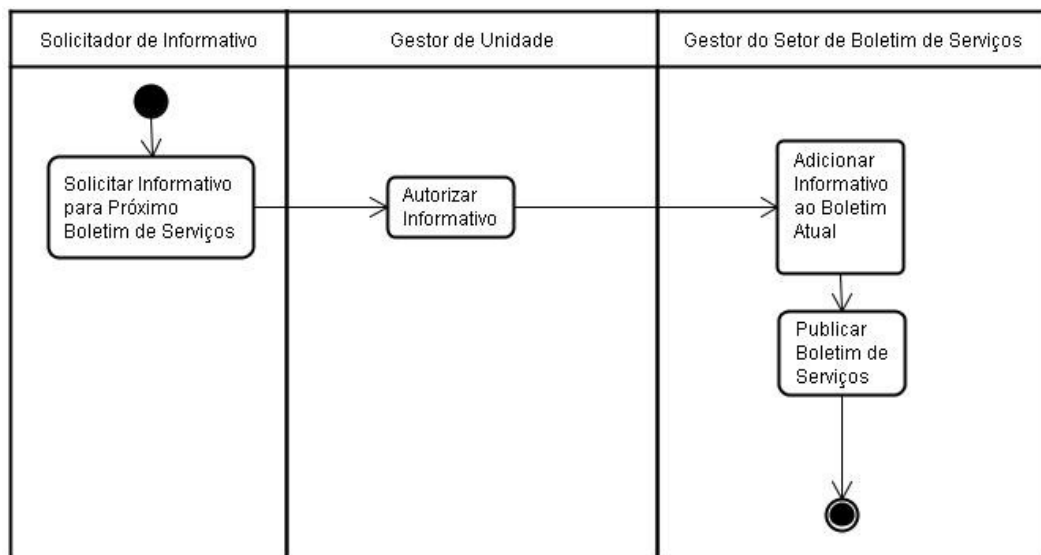 Solicitador de Informativo
Gestor de Unidade
Gestor do Setor de Boletim de Serviços
Solicitar Informativo
para Próximo
Boletim de Serviços
Autorizar
Informativo
Adicionar
Informativo
ao Boletim
Atual
Publicar
Boletim de
Serviços